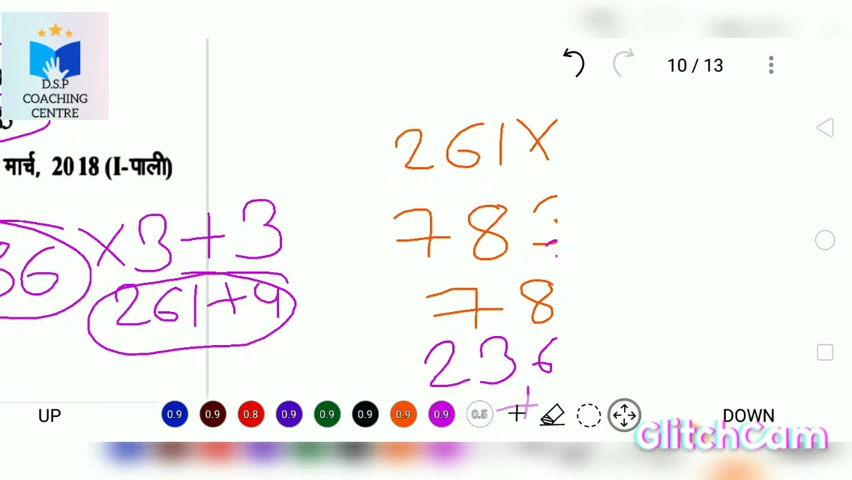 D.S.P
COACHING
CENTRE
10 / 13
मार्च, 2018 (I-पाली)
261×
36 ×3+3
78
261+9
78
236
+
UP
0.9 0.9 0.8 0.9 0.9 0.9 0.9 0.9 0.5
DOWN
GlitchCam